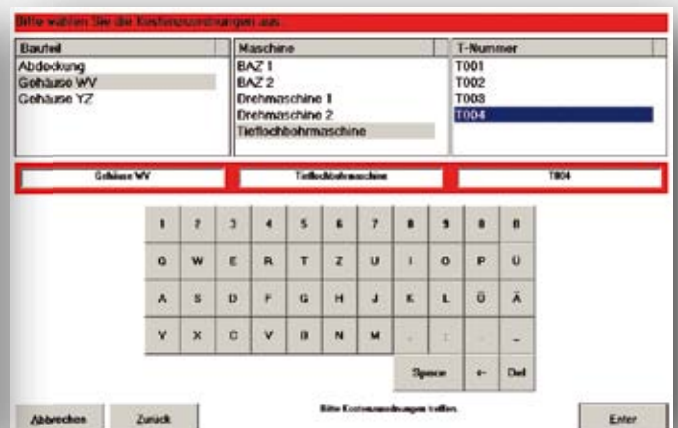 Bitte wählen Sie die Kostenzuordnungen aus.
Bauteil Maschine T-Nummer
Abdeckung BAZ 1 T001
Gehäuse WV BAZ 2 T002
Gehäuse YZ Drehmaschine 1 T003
Drehmaschine 2 T004
Tieflochbohrmaschine
Gehäuse WV Tieflochbohrmaschine T004
1 2 3 4 5 6 7 8 9 0
Q W E R T Z U I O P Ü
A S D F G H J K L Ö Ä
Y X C V B N M . : - _
Space <- Del
Bitte Kostenzuordnungen treffen.
Abbrechen Zurück Enter